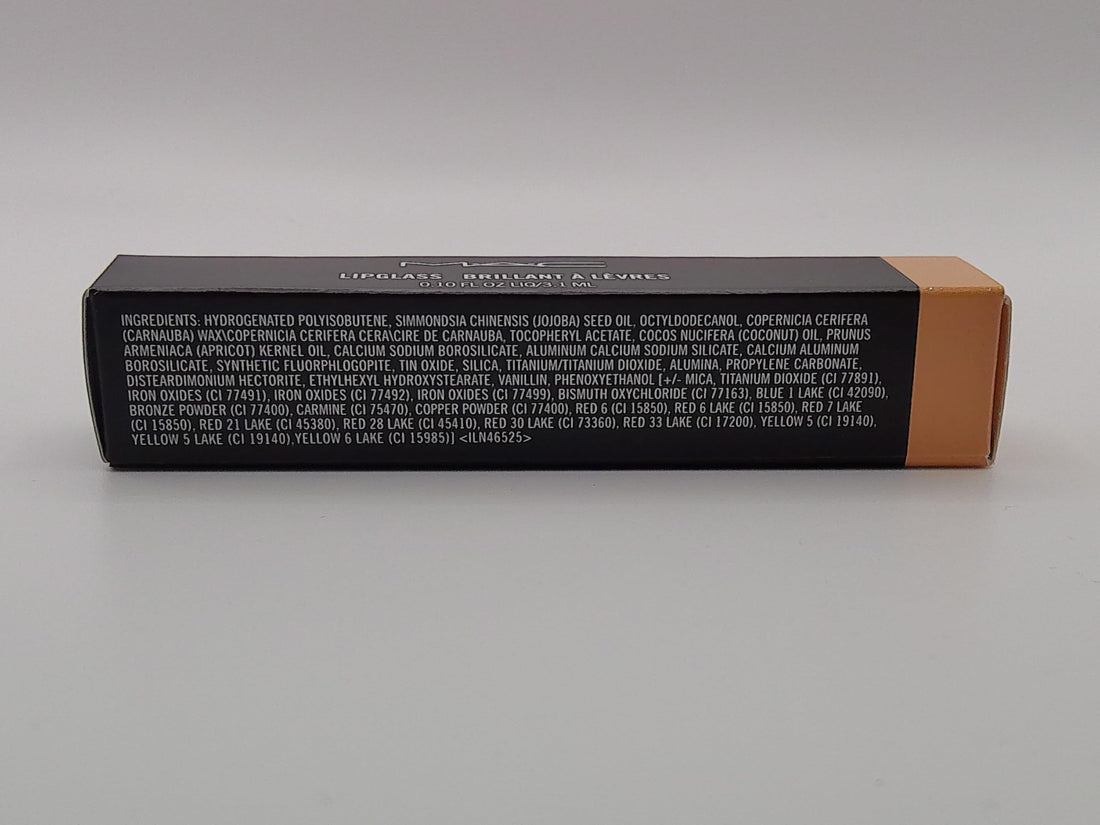 MAC
LIPGLASS BRILLANT À LÈVRES
0.10 FL OZ LIQ/3.1 ML
INGREDIENTS: HYDROGENATED POLYISOBUTENE, SIMMONDSIA CHINENSIS (JOJOBA) SEED OIL, OCTYLDODECANOL, COPERNICIA CERIFERA
(CARNAUBA) WAX\COPERNICIA CERIFERA CERA\CIRE DE CARNAUBA, TOCOPHERYL ACETATE, COCOS NUCIFERA (COCONUT) OIL, PRUNUS
ARMENIACA (APRICOT) KERNEL OIL, CALCIUM SODIUM BOROSILICATE, ALUMINUM CALCIUM SODIUM SILICATE, CALCIUM ALUMINUM
BOROSILICATE, SYNTHETIC FLUORPHLOGOPITE, TIN OXIDE, SILICA, TITANIUM/TITANIUM DIOXIDE, ALUMINA, PROPYLENE CARBONATE,
DISTEARDIMONIUM HECTORITE, ETHYLHEXYL HYDROXYSTEARATE, VANILLIN, PHENOXYETHANOL [+/- MICA, TITANIUM DIOXIDE (CI 77891),
IRON OXIDES (CI 77491), IRON OXIDES (CI 77492), IRON OXIDES (CI 77499), BISMUTH OXYCHLORIDE (CI 77163), BLUE 1 LAKE (CI 42090),
BRONZE POWDER (CI 77400), CARMINE (CI 75470), COPPER POWDER (CI 77400), RED 6 (CI 15850), RED 6 LAKE (CI 15850), RED 7 LAKE
(CI 15850), RED 21 LAKE (CI 45380), RED 28 LAKE (CI 45410), RED 30 LAKE (CI 73360), RED 33 LAKE (CI 17200), YELLOW 5 (CI 19140),
YELLOW 5 LAKE (CI 19140),YELLOW 6 LAKE (CI 15985)] <ILN46525>